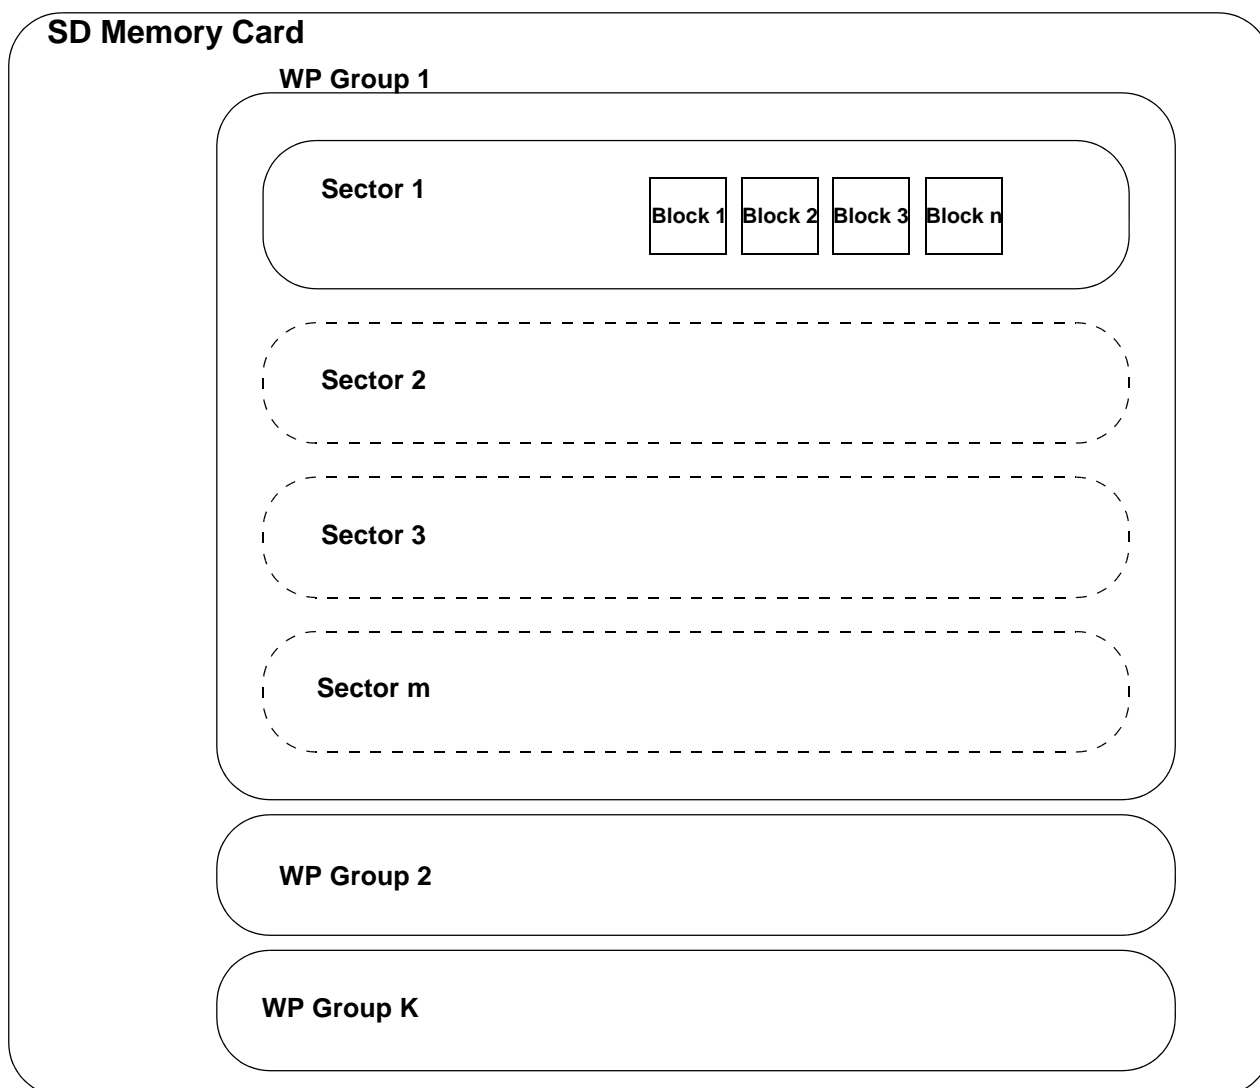 SD Memory Card
WP Group 1
Sector 1
Block 1 Block 2 Block 3 Block n
Sector 2
Sector 3
Sector m
WP Group 2
WP Group K